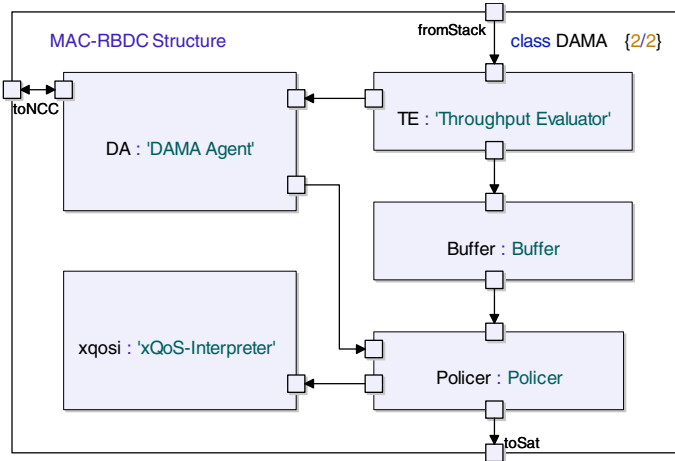 fromStack
MAC-RBDC Structure
class DAMA {2/2}
toNCC
TE : 'Throughput Evaluator'
DA : 'DAMA Agent'
Buffer : Buffer
xqosi : 'xQoS-Interpreter'
Policer : Policer
toSat